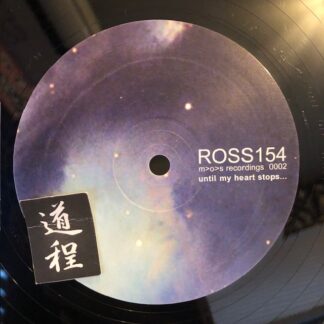 ROSS154
m>o>s recordings 0002
until my heart stops...
道
程